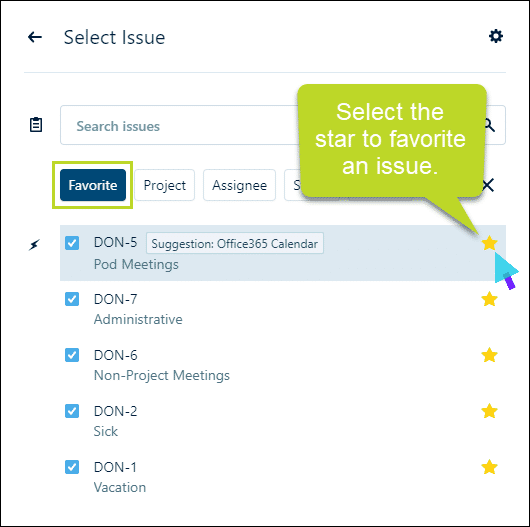 Select Issue
Select the
star to favorite
an issue.
Search issues
Favorite
Project
Assignee
DON-5
Suggestion: Office365 Calendar
Pod Meetings
DON-7
Administrative
DON-6
Non-Project Meetings
DON-2
Sick
DON-1
Vacation